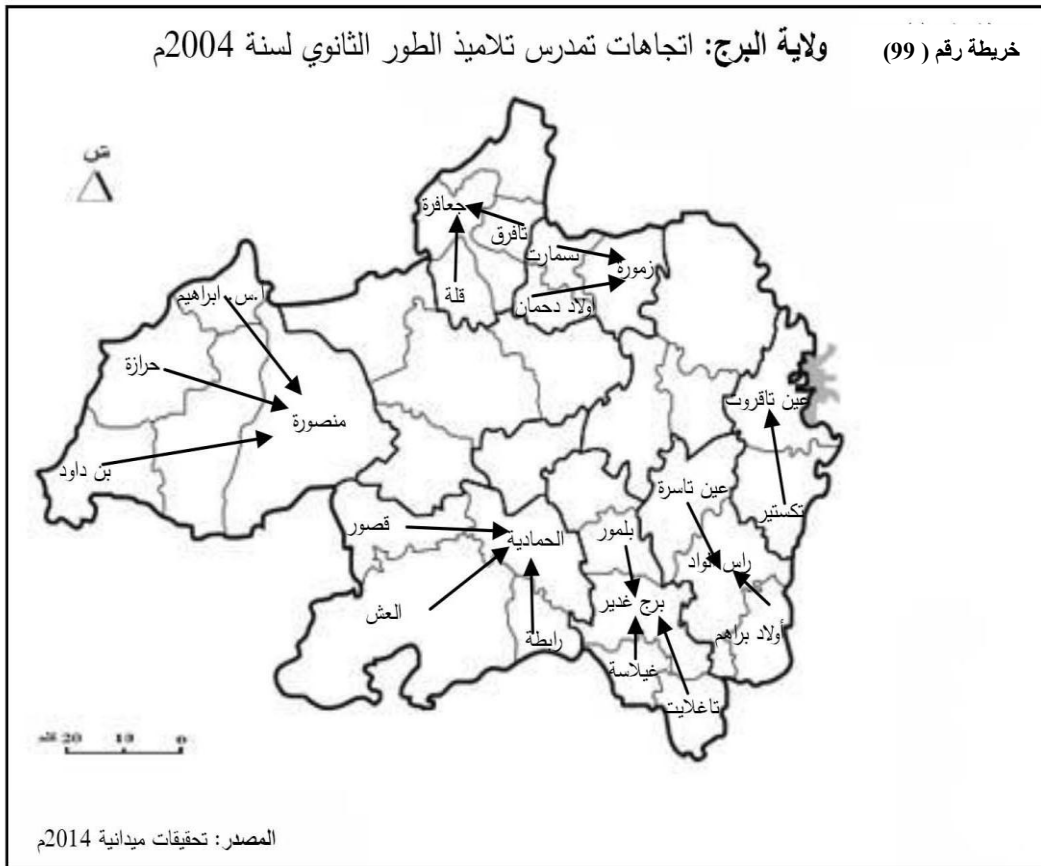 خريطة رقم ( 99)
ولاية البرج: اتجاهات تمدرس تلاميذ الطور الثانوي لسنة 2004م
ش
جعافرة
تافرق
تسمارت
زمورة
قلة
اولاد دحمان
س. ابراهيم
حرازة
منصورة
بن داود
عين تاقروت
عين تاسرة
تكستير
قصور
الحمادية
بلمور
راس الواد
العش
رابطة
برج غدير
أولاد براهم
غيلاسة
تاغلايت
20 10 0
المصدر: تحقيقات ميدانية 2014م